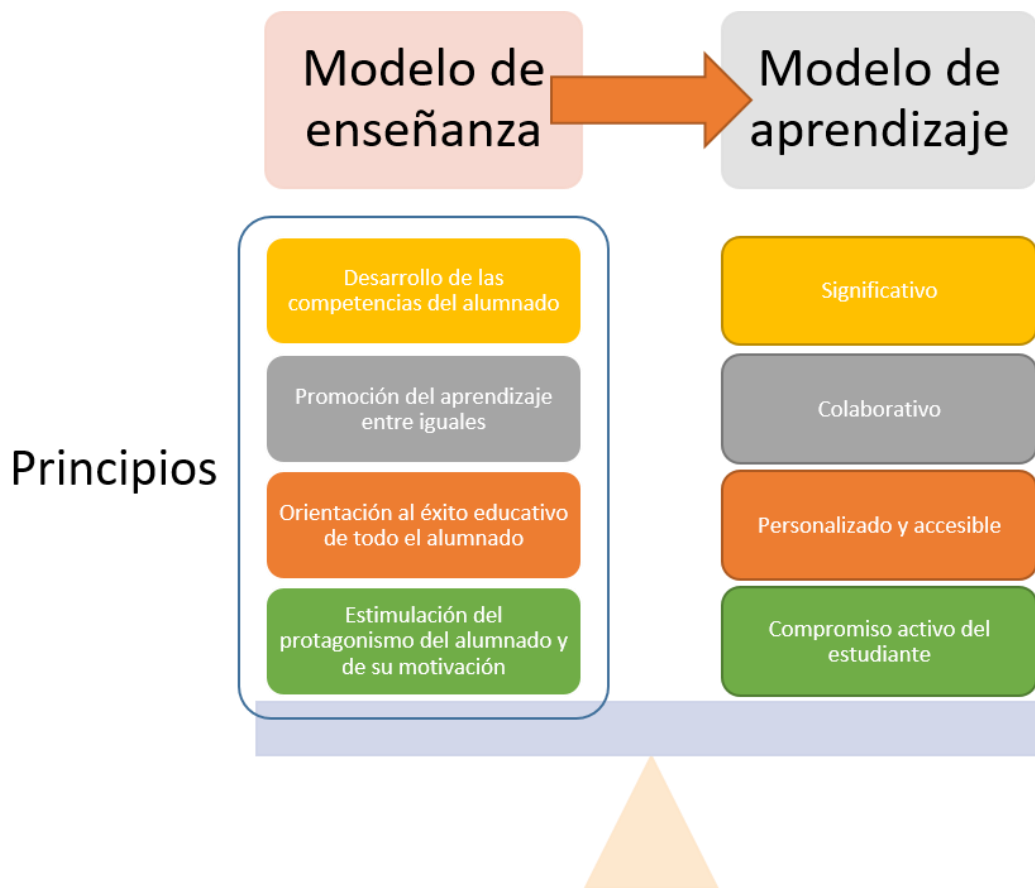 Modelo de
enseñanza
Modelo de
aprendizaje
Principios
Desarrollo de las
competencias del alumnado
Significativo
Promoción del aprendizaje
entre iguales
Colaborativo
Orientación al éxito educativo
de todo el alumnado
Personalizado y accesible
Estimulación del
protagonismo del alumnado y
de su motivación
Compromiso activo del
estudiante